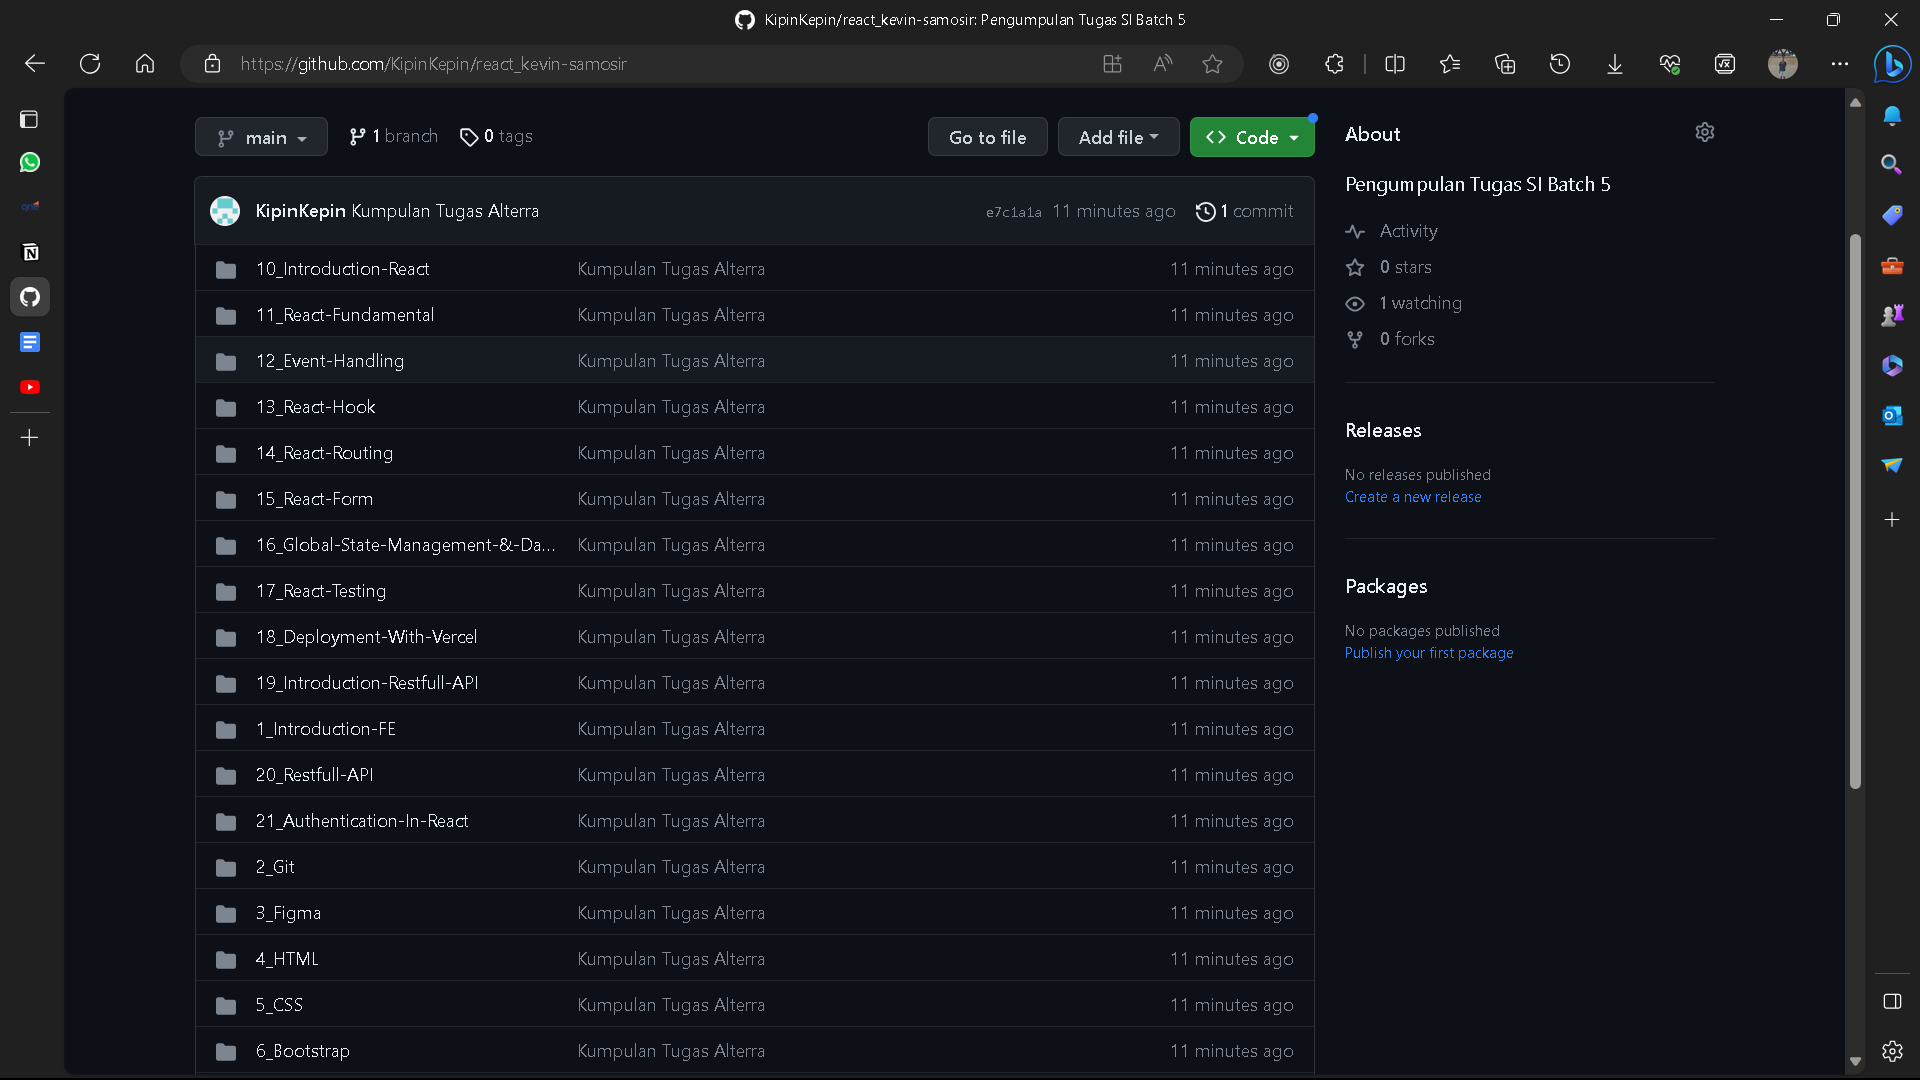 KipinKepin/react_kevin-samosir: Pengumpulan Tugas SI Batch 5
https://github.com/KipinKepin/react_kevin-samosir
main
1 branch
0 tags
Go to file
Add file
Code
KipinKepin Kumpulan Tugas Alterra
e7c1a1a 11 minutes ago
1 commit
10_Introduction-React Kumpulan Tugas Alterra 11 minutes ago
11_React-Fundamental Kumpulan Tugas Alterra 11 minutes ago
12_Event-Handling Kumpulan Tugas Alterra 11 minutes ago
13_React-Hook Kumpulan Tugas Alterra 11 minutes ago
14_React-Routing Kumpulan Tugas Alterra 11 minutes ago
15_React-Form Kumpulan Tugas Alterra 11 minutes ago
16_Global-State-Management-&-Da... Kumpulan Tugas Alterra 11 minutes ago
17_React-Testing Kumpulan Tugas Alterra 11 minutes ago
18_Deployment-With-Vercel Kumpulan Tugas Alterra 11 minutes ago
19_Introduction-Restfull-API Kumpulan Tugas Alterra 11 minutes ago
1_Introduction-FE Kumpulan Tugas Alterra 11 minutes ago
20_Restfull-API Kumpulan Tugas Alterra 11 minutes ago
21_Authentication-In-React Kumpulan Tugas Alterra 11 minutes ago
2_Git Kumpulan Tugas Alterra 11 minutes ago
3_Figma Kumpulan Tugas Alterra 11 minutes ago
4_HTML Kumpulan Tugas Alterra 11 minutes ago
5_CSS Kumpulan Tugas Alterra 11 minutes ago
6_Bootstrap Kumpulan Tugas Alterra 11 minutes ago
About
Pengumpulan Tugas SI Batch 5
Activity
0 stars
1 watching
0 forks
Releases
No releases published
Create a new release
Packages
No packages published
Publish your first package